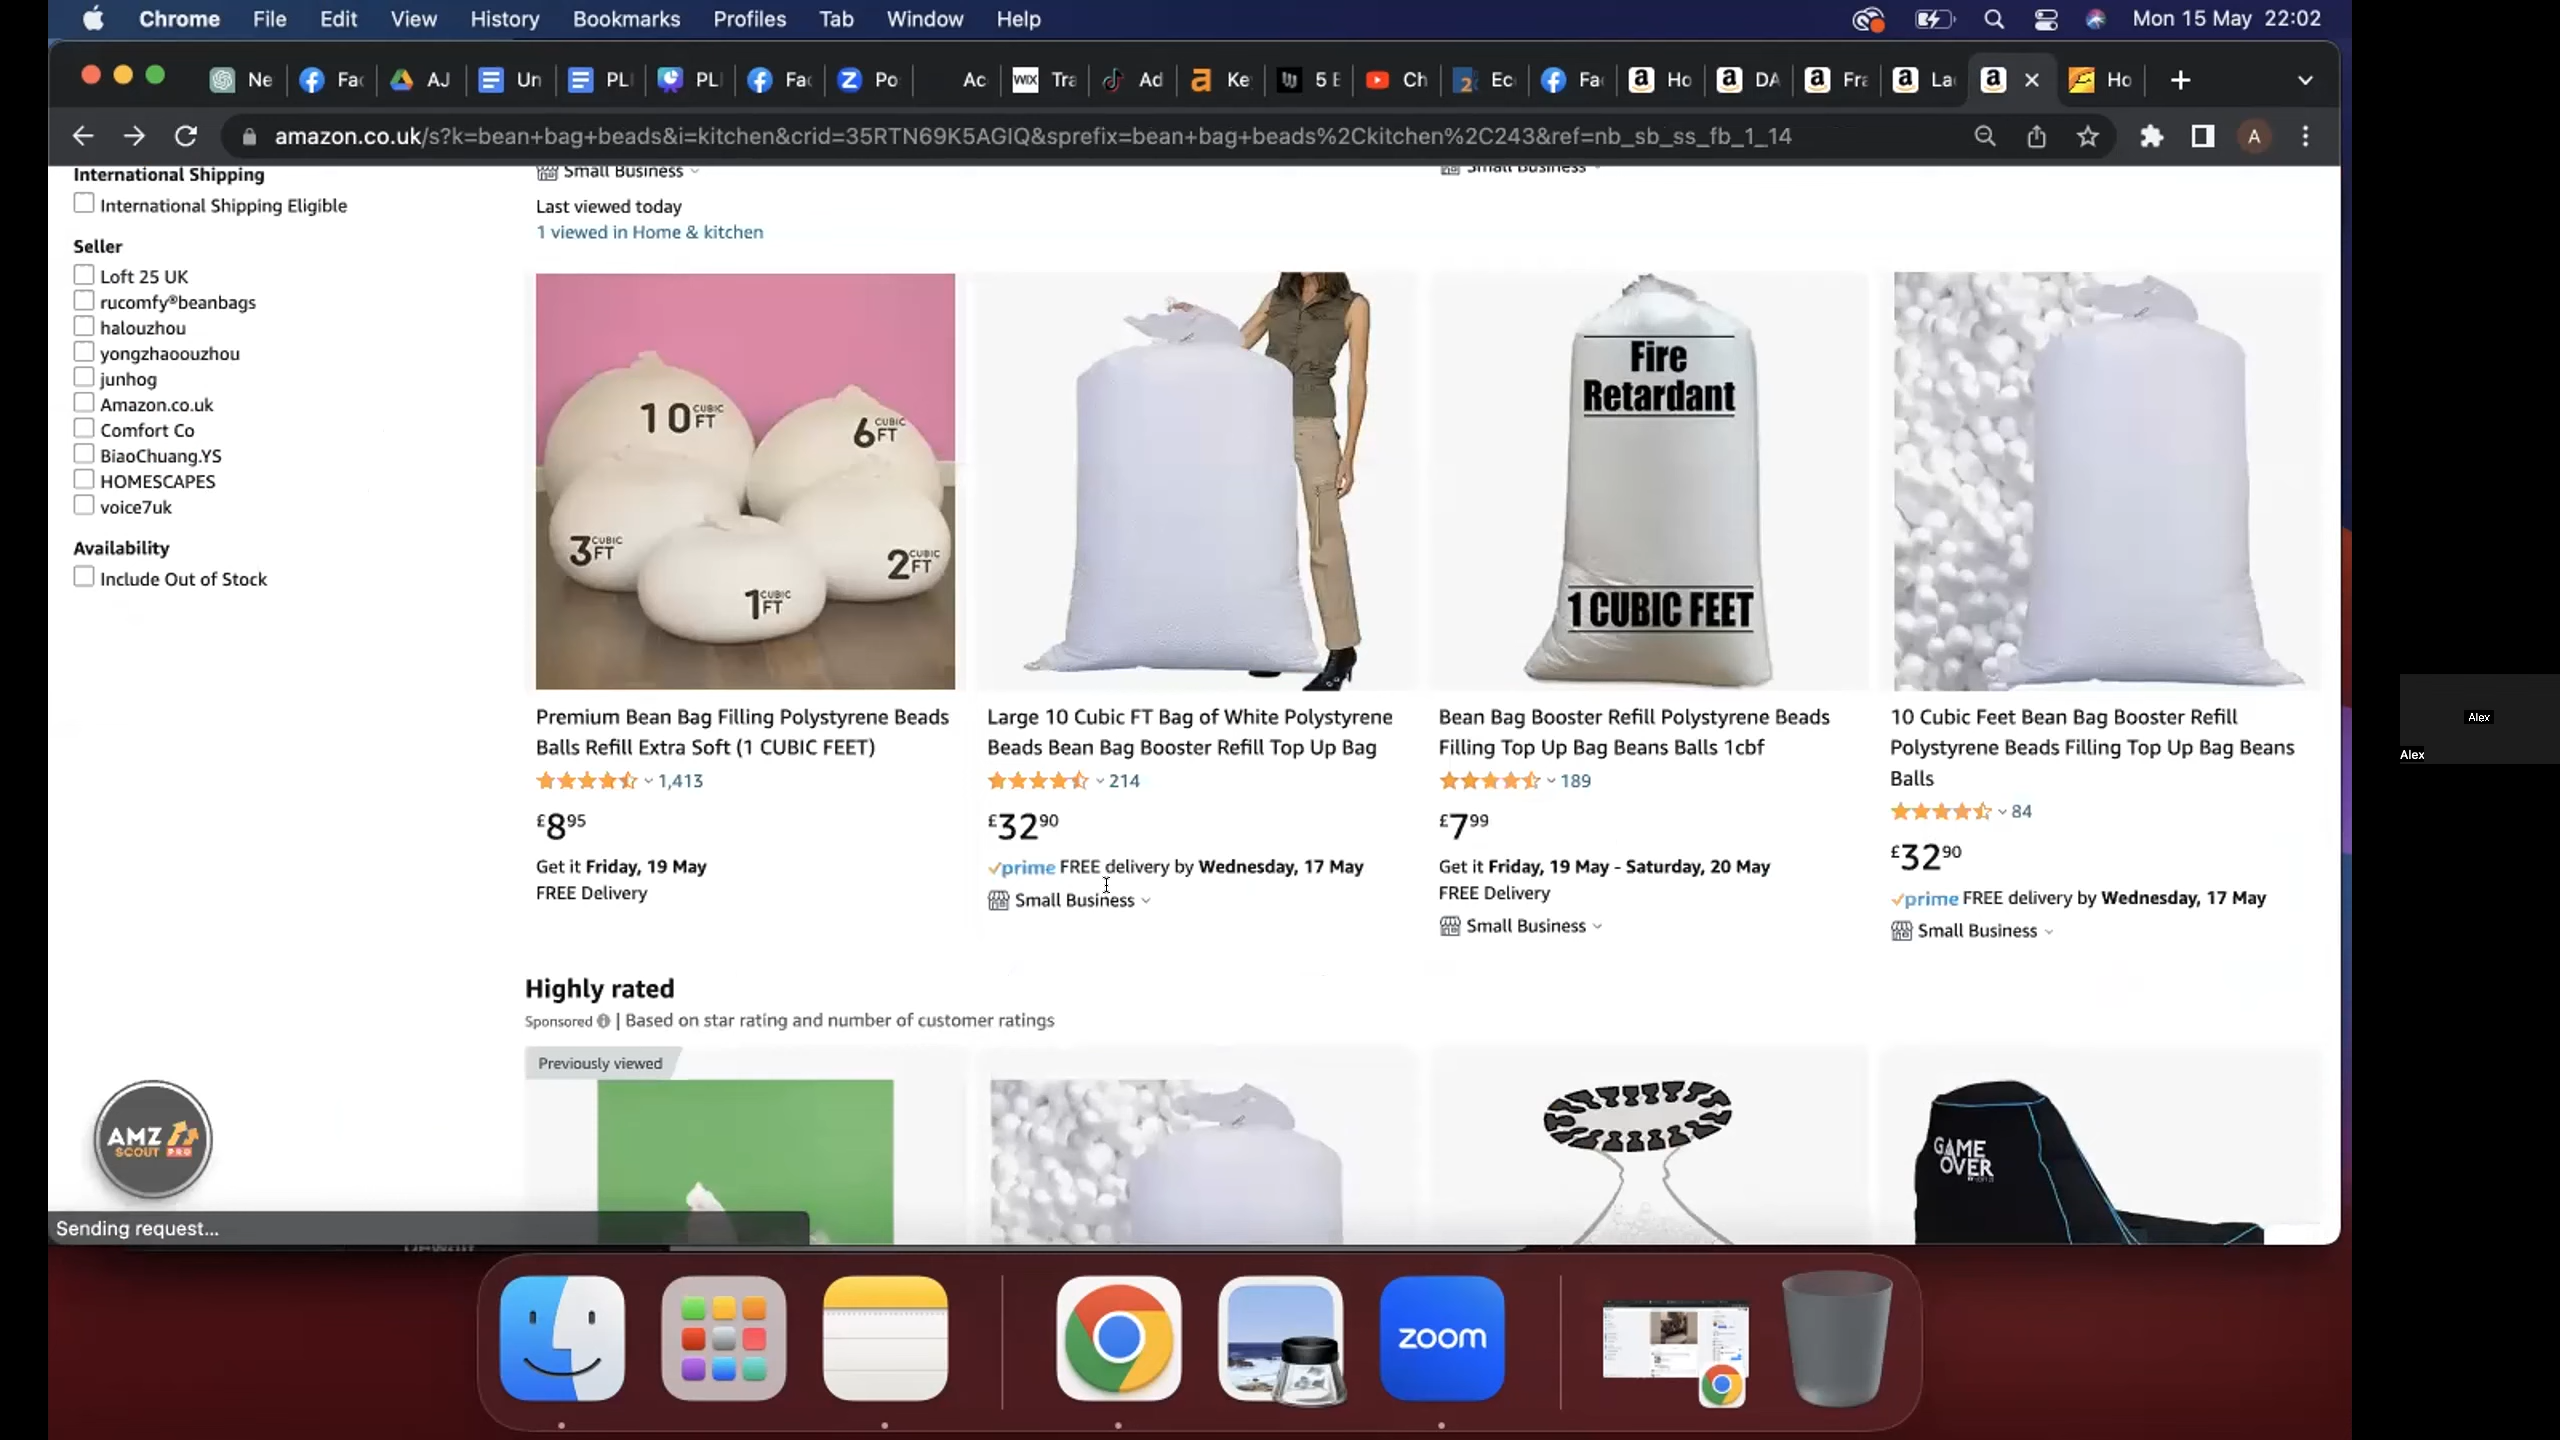 Chrome File Edit View History Bookmarks Profiles Tab Window Help Mon 15 May 22:02
Ne Fac AJ Un PLI PLI Fac Po Ac WIX Tra Ad Ke 5 E Ch Ec Fac Ho DA Fra La Ho
amazon.co.uk/s?k=bean+bag+beads&i=kitchen&crid=35RTN69K5AGIQ&sprefix=bean+bag+beads%2Ckitchen%2C243&ref=nb_sb_ss_fb_1_14
A
International Shipping
International Shipping Eligible
Seller
Loft 25 UK
rucomfy®beanbags
halouzhou
yongzhaoouzhou
junhog
Amazon.co.uk
Comfort Co
BiaoChuang.YS
HOMESCAPES
voice7uk
Availability
Include Out of Stock
Small Business
Small Business
Last viewed today
1 viewed in Home & kitchen
10 CUBIC FT
6 CUBIC FT
3 CUBIC FT
2 CUBIC FT
1 CUBIC FT
Premium Bean Bag Filling Polystyrene Beads
Balls Refill Extra Soft (1 CUBIC FEET)
1,413
£8 95
Get it Friday, 19 May
FREE Delivery
Large 10 Cubic FT Bag of White Polystyrene
Beads Bean Bag Booster Refill Top Up Bag
214
£32 90
prime FREE delivery by Wednesday, 17 May
Small Business
Fire
Retardant
1 CUBIC FEET
Bean Bag Booster Refill Polystyrene Beads
Filling Top Up Bag Beans Balls 1cbf
189
£7 99
Get it Friday, 19 May - Saturday, 20 May
FREE Delivery
Small Business
10 Cubic Feet Bean Bag Booster Refill
Polystyrene Beads Filling Top Up Bag Beans
Balls
84
£32 90
prime FREE delivery by Wednesday, 17 May
Small Business
Highly rated
Sponsored | Based on star rating and number of customer ratings
Previously viewed
GAME
OVER
AMZ
SCOUT PRO
Sending request...
zoom
Alex
Alex